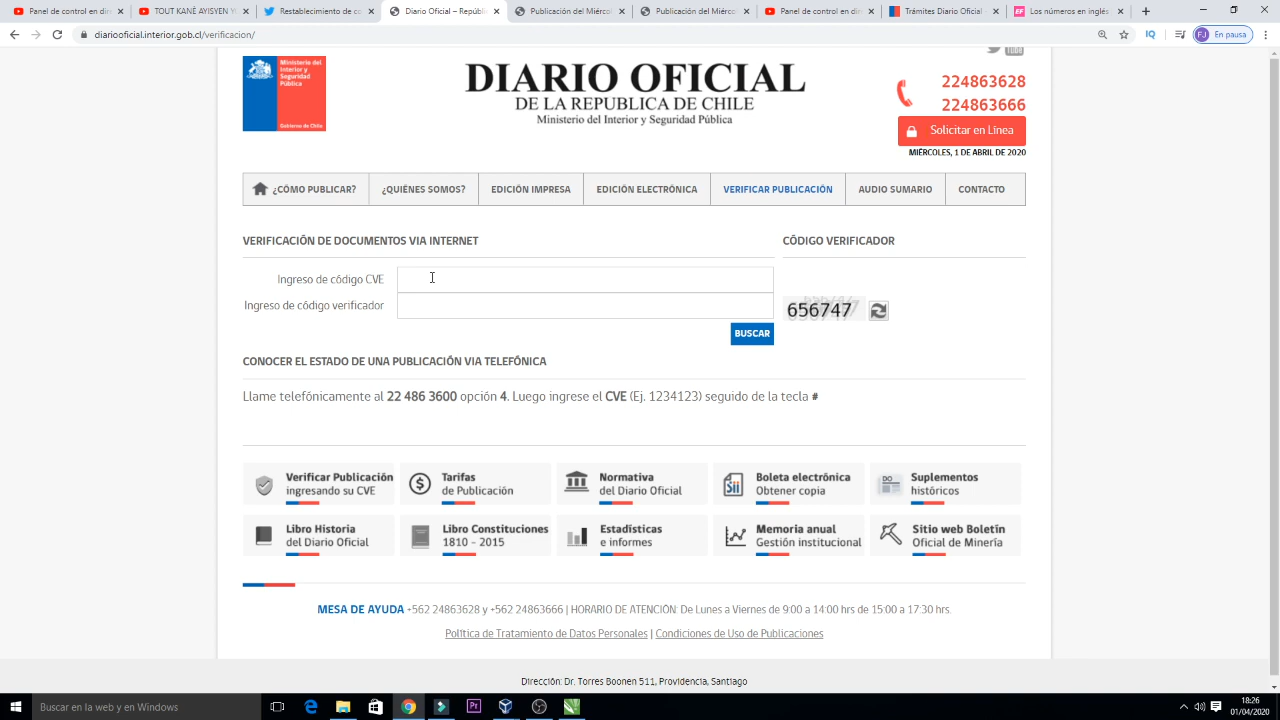 Panel de control de
TOUT KANÉ AYISYEN Y
Diario Oficial - Repúbl
Publicación del Micros
Publicación del Micros
Video de YouTube
Panel de control de
Trámites Diario Oficial
Los números en inglés
diariooficial.interior.gob.cl/verificacion/
IQ
FJ En pausa
Ministerio del
Interior y
Seguridad
Pública
Gobierno de Chile
DIARIO OFICIAL
DE LA REPUBLICA DE CHILE
Ministerio del Interior y Seguridad Pública
224863628
224863666
Solicitar en Línea
MIÉRCOLES, 1 DE ABRIL DE 2020
¿CÓMO PUBLICAR?
¿QUIÉNES SOMOS?
EDICIÓN IMPRESA
EDICIÓN ELECTRÓNICA
VERIFICAR PUBLICACIÓN
AUDIO SUMARIO
CONTACTO
VERIFICACIÓN DE DOCUMENTOS VIA INTERNET
CÓDIGO VERIFICADOR
Ingreso de código CVE
Ingreso de código verificador
656747
BUSCAR
CONOCER EL ESTADO DE UNA PUBLICACIÓN VIA TELEFÓNICA
Llame telefónicamente al 22 486 3600 opción 4. Luego ingrese el CVE (Ej. 1234123) seguido de la tecla #
Verificar Publicación
ingresando su CVE
Tarifas
de Publicación
Normativa
del Diario Oficial
Sii
Boleta electrónica
Obtener copia
DO
Suplementos
históricos
Libro Historia
del Diario Oficial
Libro Constituciones
1810 - 2015
Estadísticas
e informes
Memoria anual
Gestión institucional
Sitio web Boletín
Oficial de Minería
MESA DE AYUDA +562 24863628 y +562 24863666 | HORARIO DE ATENCIÓN: De Lunes a Viernes de 9:00 a 14:00 hrs de 15:00 a 17:30 hrs.
Política de Tratamiento de Datos Personales | Condiciones de Uso de Publicaciones
Dirección: Dr. Torres Boonen 511, Providencia, Santiago
Buscar en la web y en Windows
18:26
01/04/2020